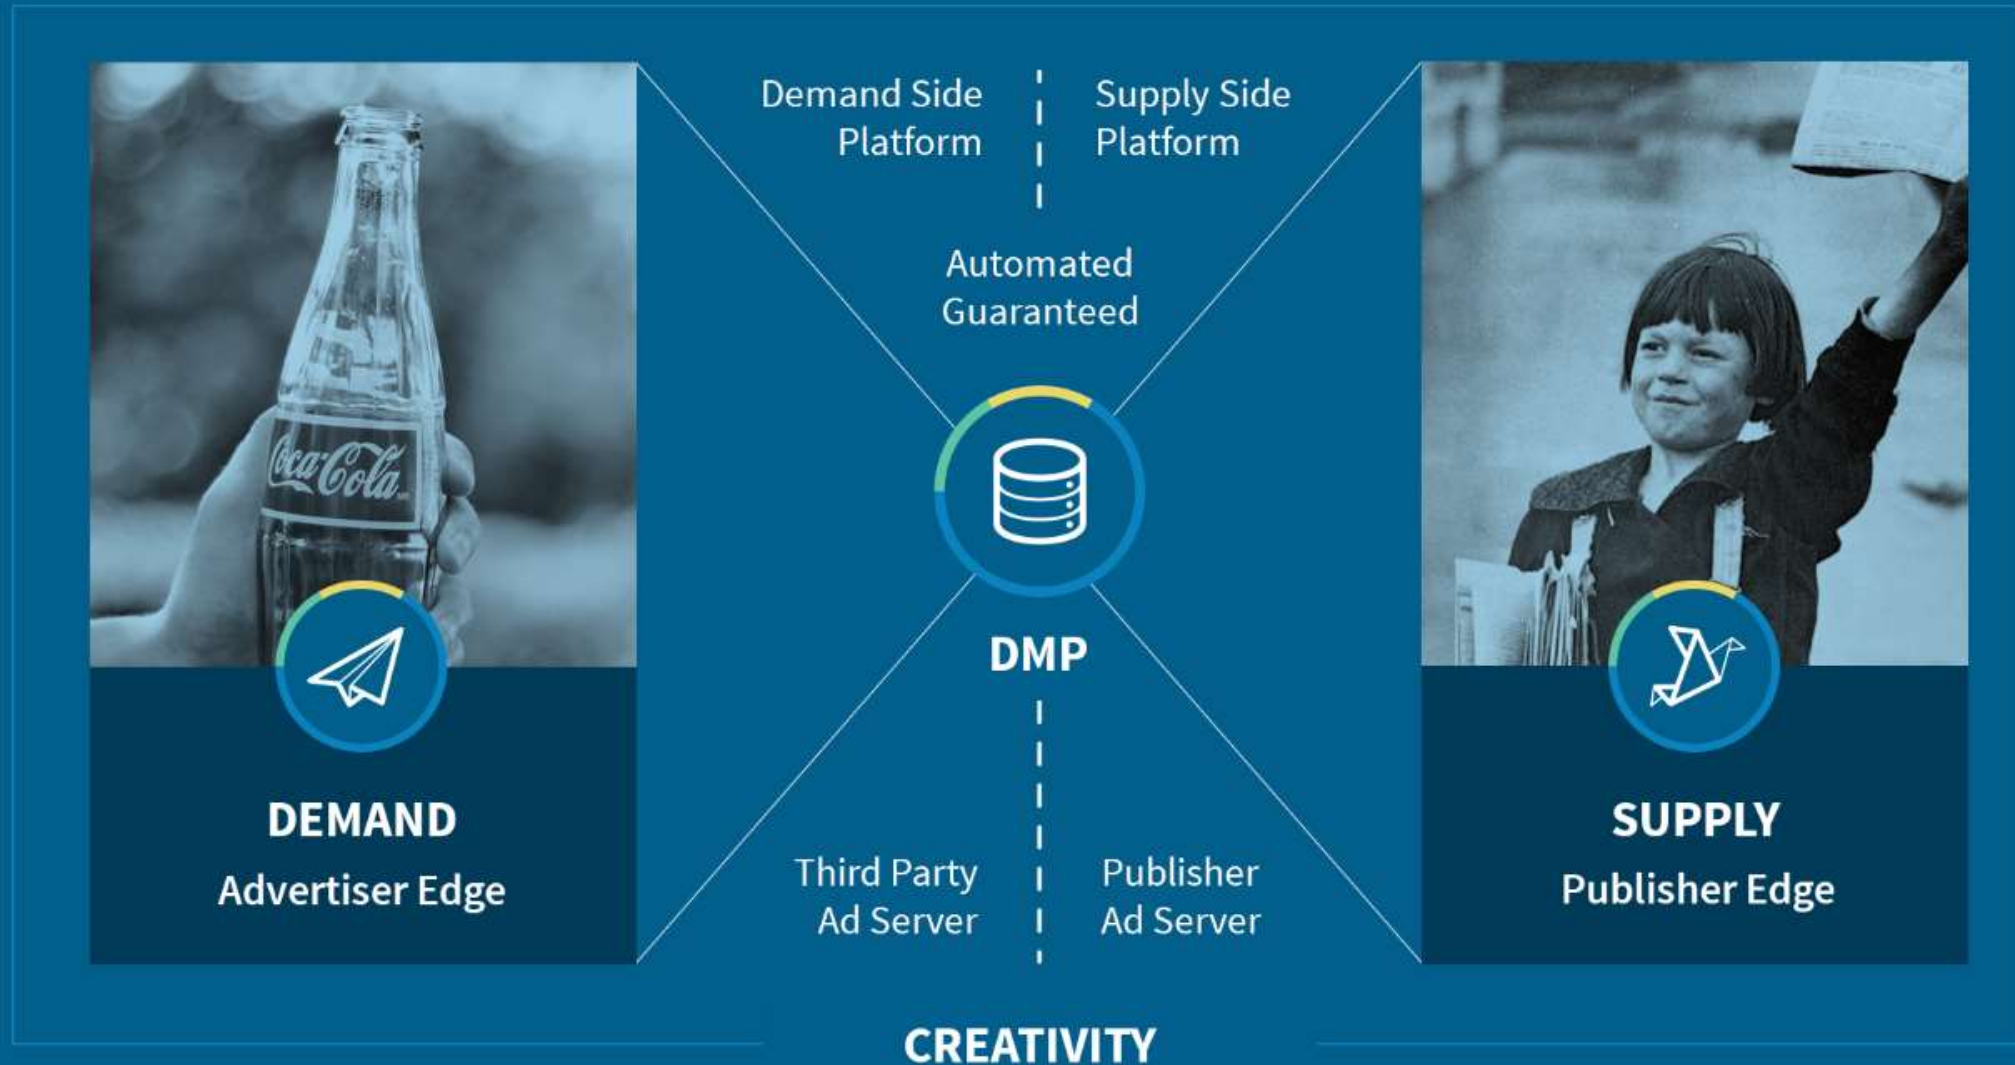 Demand Side
Platform
Supply Side
Platform
Automated
Guaranteed
Coca-Cola
DMP
DEMAND
Advertiser Edge
SUPPLY
Publisher Edge
Third Party
Ad Server
Publisher
Ad Server
CREATIVITY